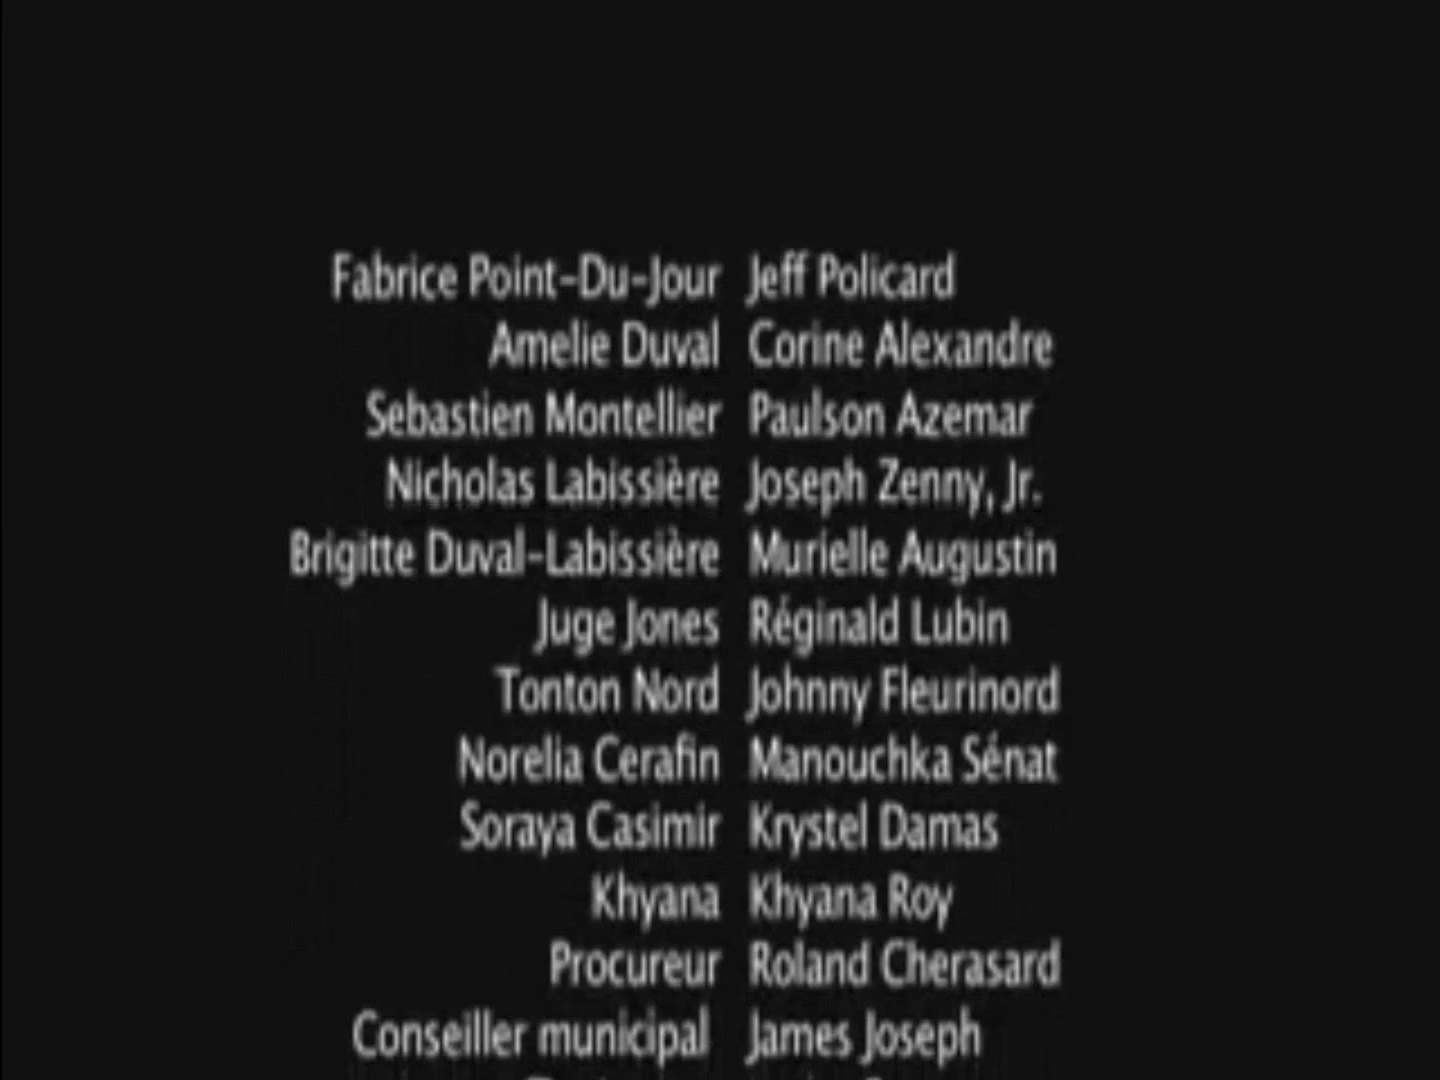 Fabrice Point-Du-Jour Jeff Policard
Amelie Duval Corine Alexandre
Sebastien Montellier Paulson Azemar
Nicholas Labissière Joseph Zenny, Jr.
Brigitte Duval-Labissière Murielle Augustin
Juge Jones Réginald Lubin
Tonton Nord Johnny Fleurinord
Norelia Cerafin Manouchka Sénat
Soraya Casimir Krystel Damas
Khyana Khyana Roy
Procureur Roland Cherasard
Conseiller municipal James Joseph